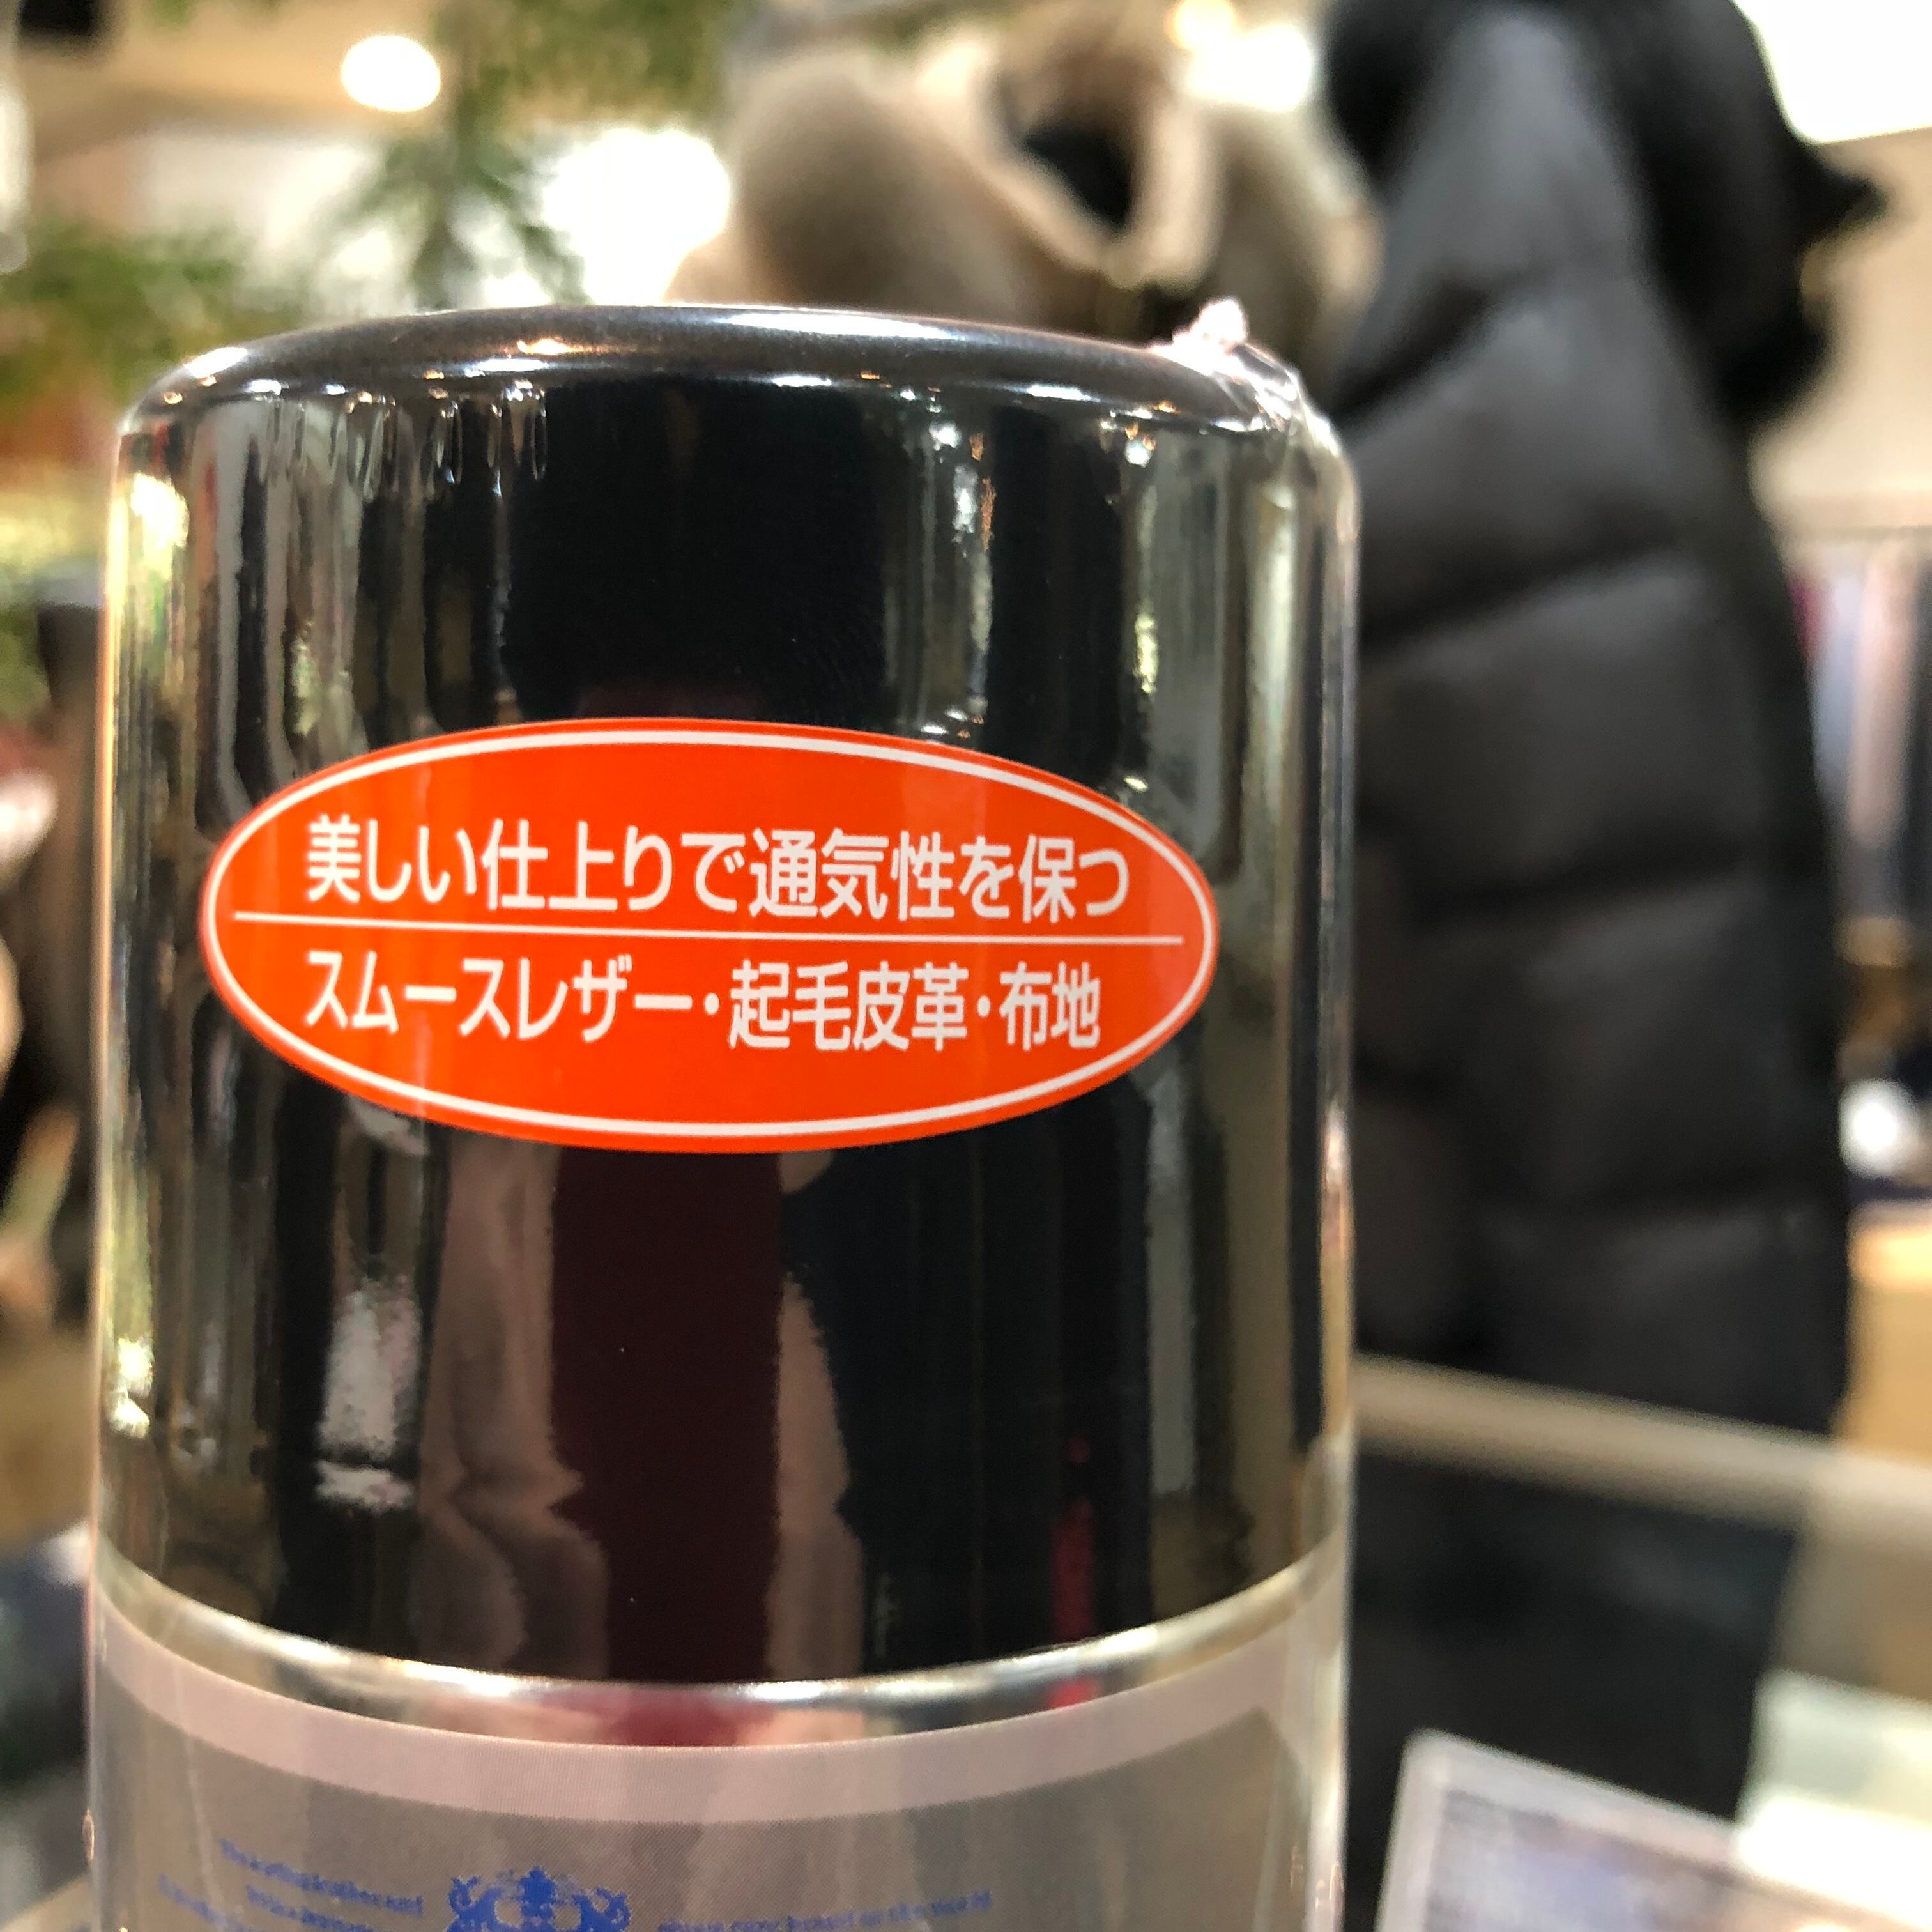 美しい仕上りで通気性を保つ
スムースレザー・起毛皮革・布地